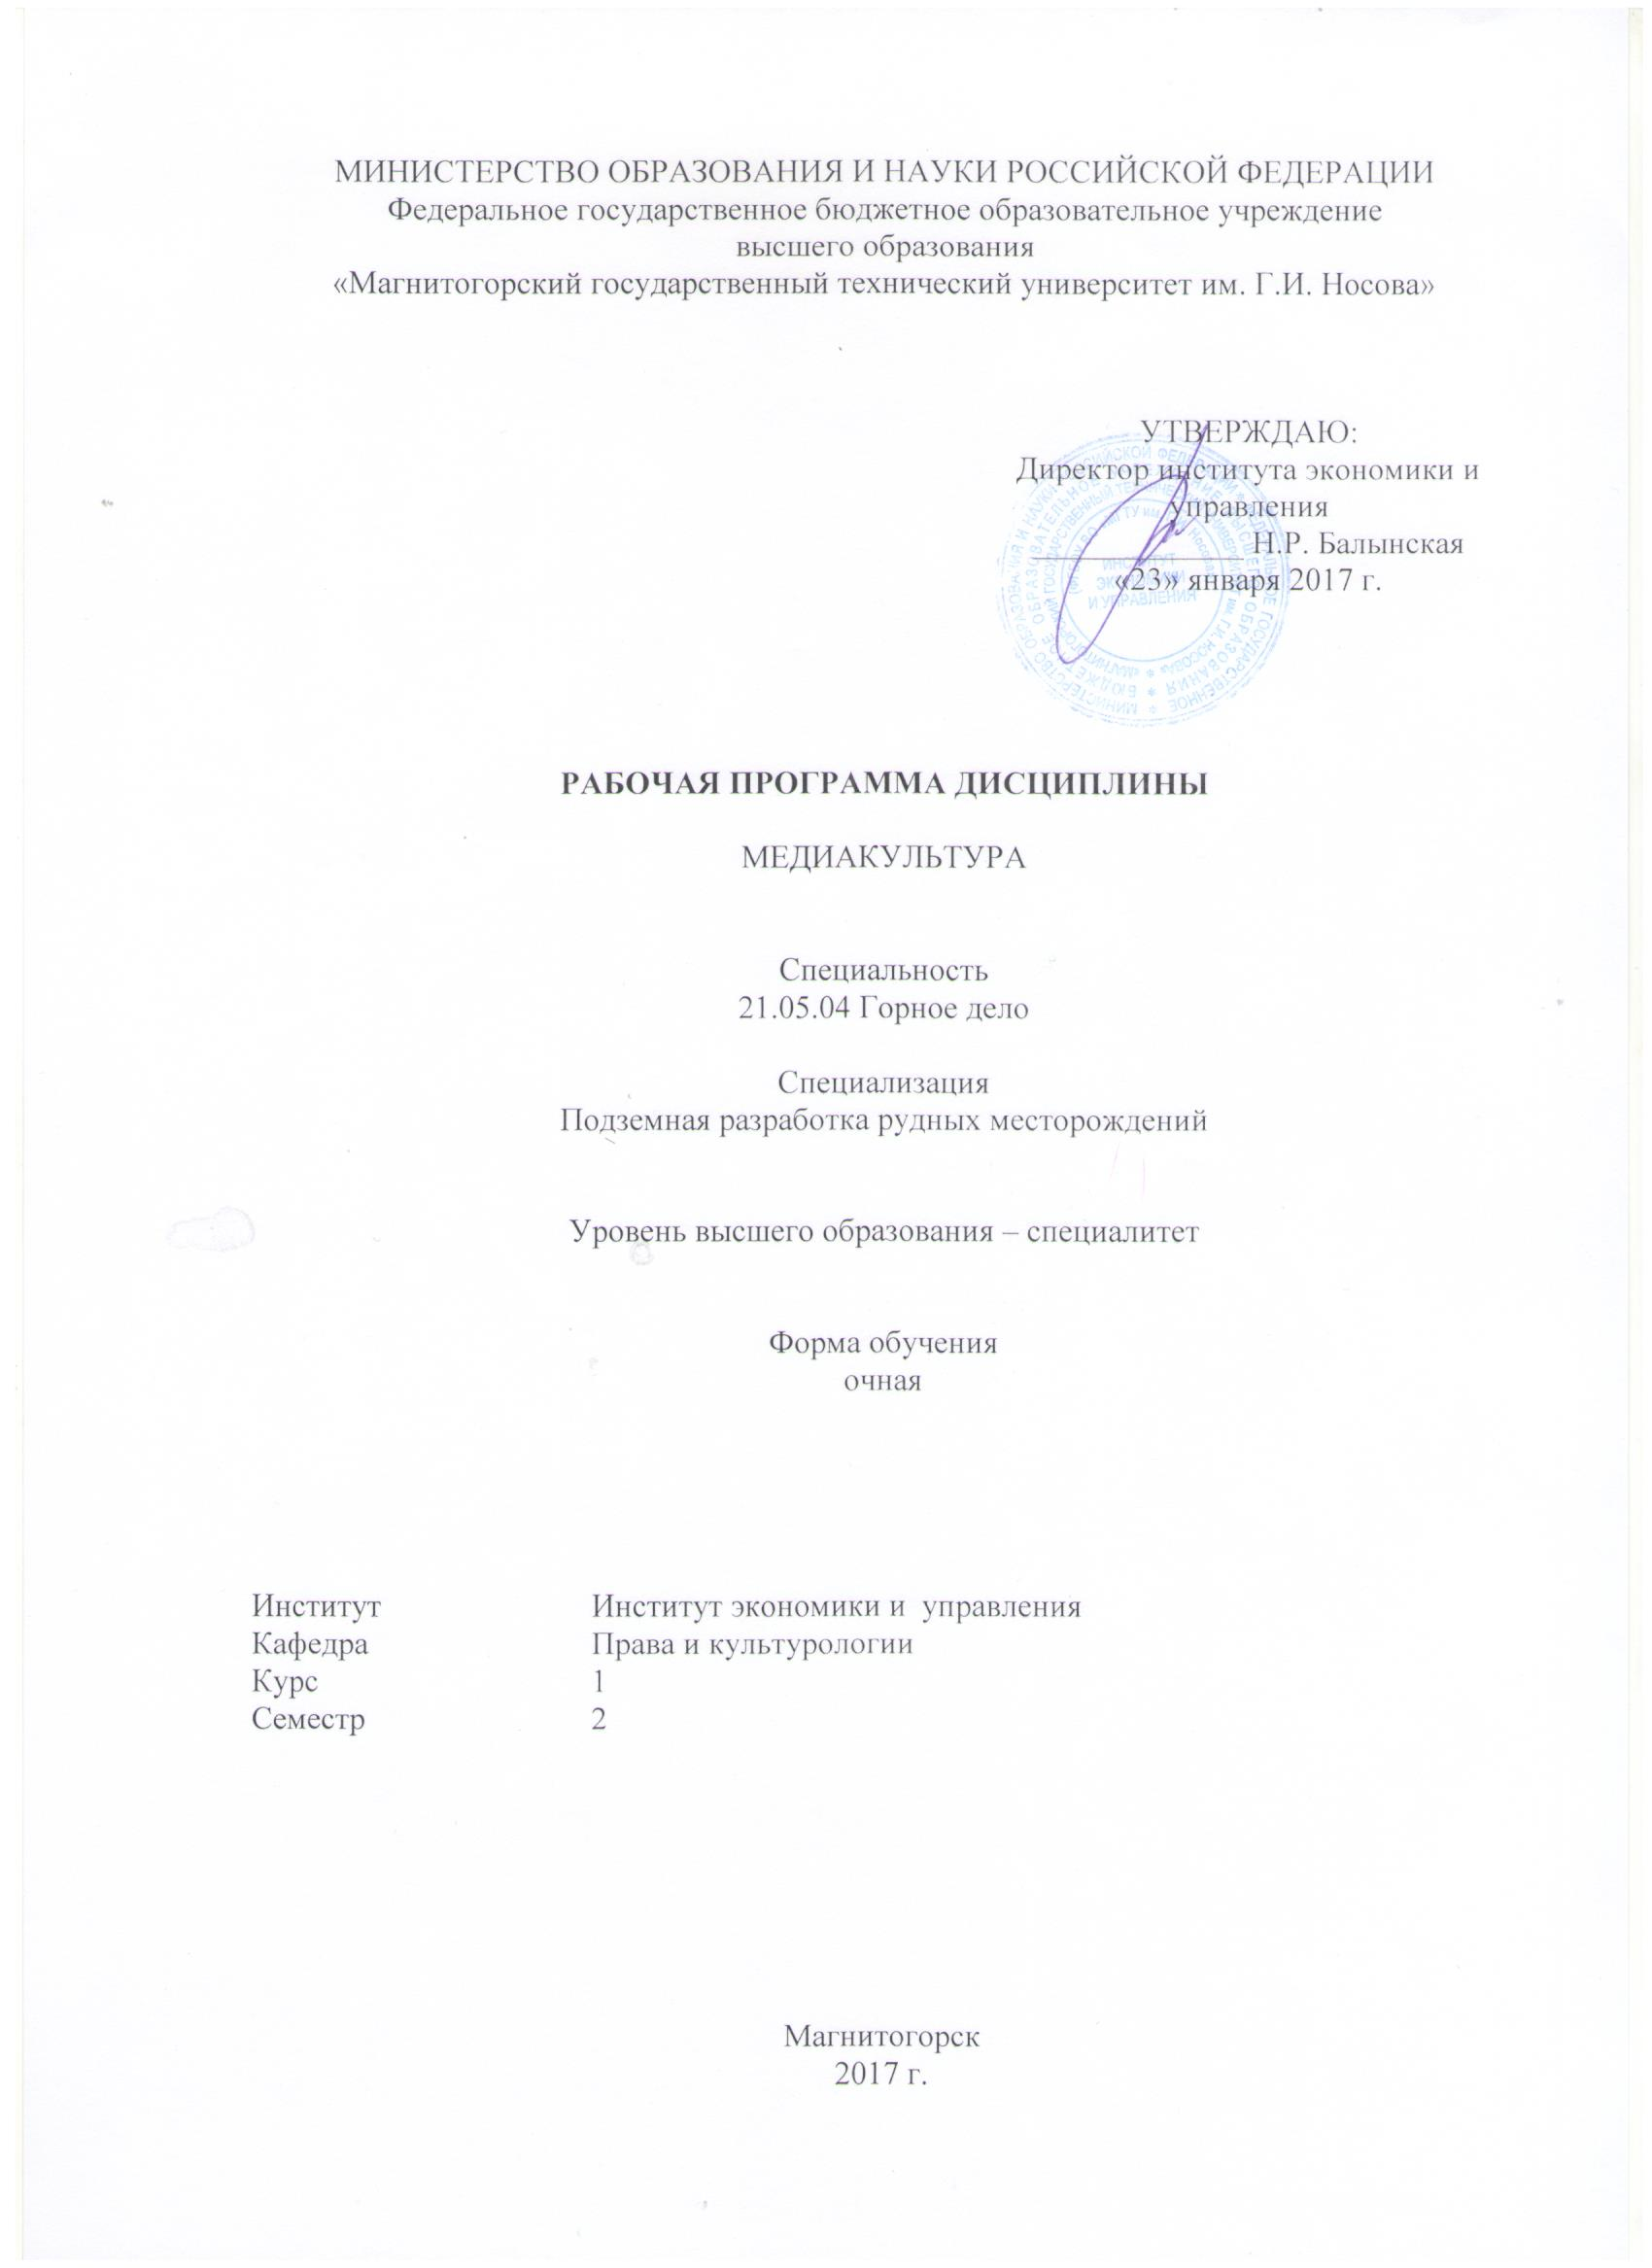 МИНИСТЕРСТВО ОБРАЗОВАНИЯ И НАУКИ РОССИЙСКОЙ ФЕДЕРАЦИИ
Федеральное государственное бюджетное образовательное учреждение
высшего образования
«Магнитогорский государственный технический университет им. Г.И. Носова»
УТВЕРЖДАЮ:
Директор института экономики и
управления
Н.Р. Балынская
«23» января 2017 г.
ИНСТИТУТ
ЭКОНОМИКИ
И УПРАВЛЕНИЯ
РАБОЧАЯ ПРОГРАММА ДИСЦИПЛИНЫ
МЕДИАКУЛЬТУРА
Специальность
21.05.04 Горное дело
Специализация
Подземная разработка рудных месторождений
Уровень высшего образования – специалитет
Форма обучения
очная
Институт Институт экономики и управления
Кафедра Права и культурологии
Курс 1
Семестр 2
Магнитогорск
2017 г.